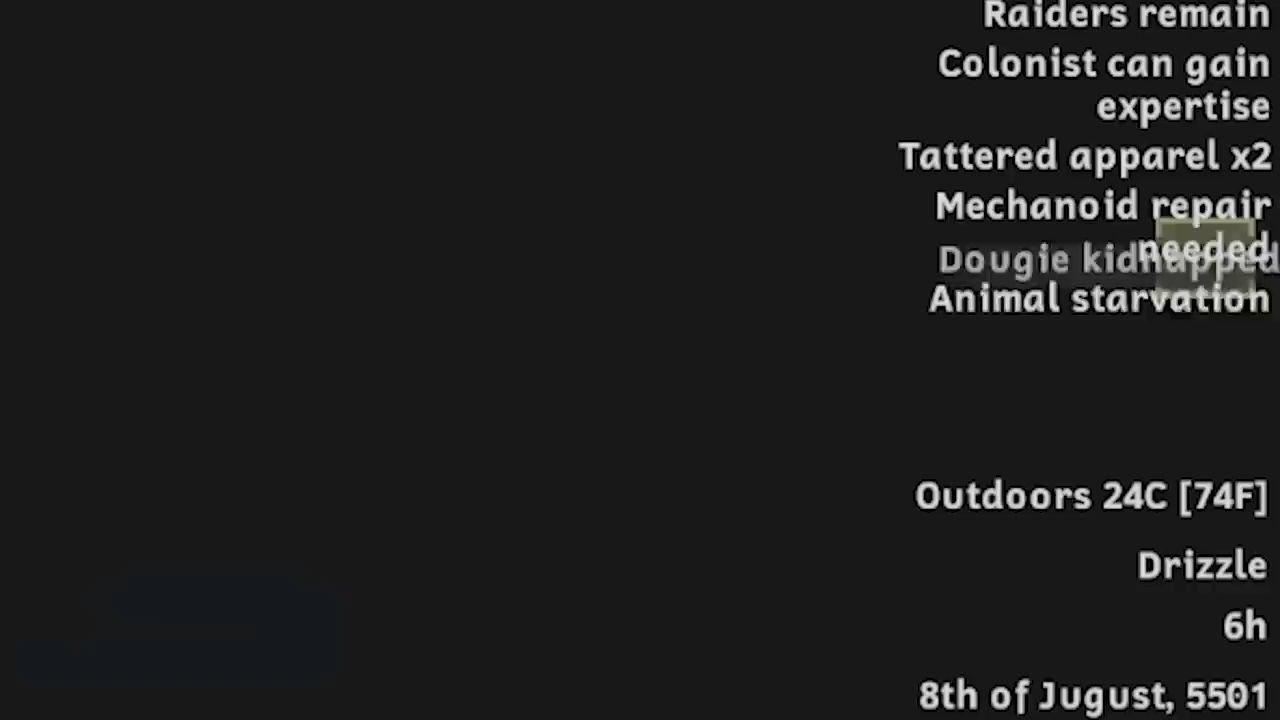 Raiders remain
Colonist can gain
expertise
Tattered apparel x2
Mechanoid repair
needed
Dougie kidnapped
Animal starvation
Outdoors 24C [74F]
Drizzle
6h
8th of Jugust, 5501